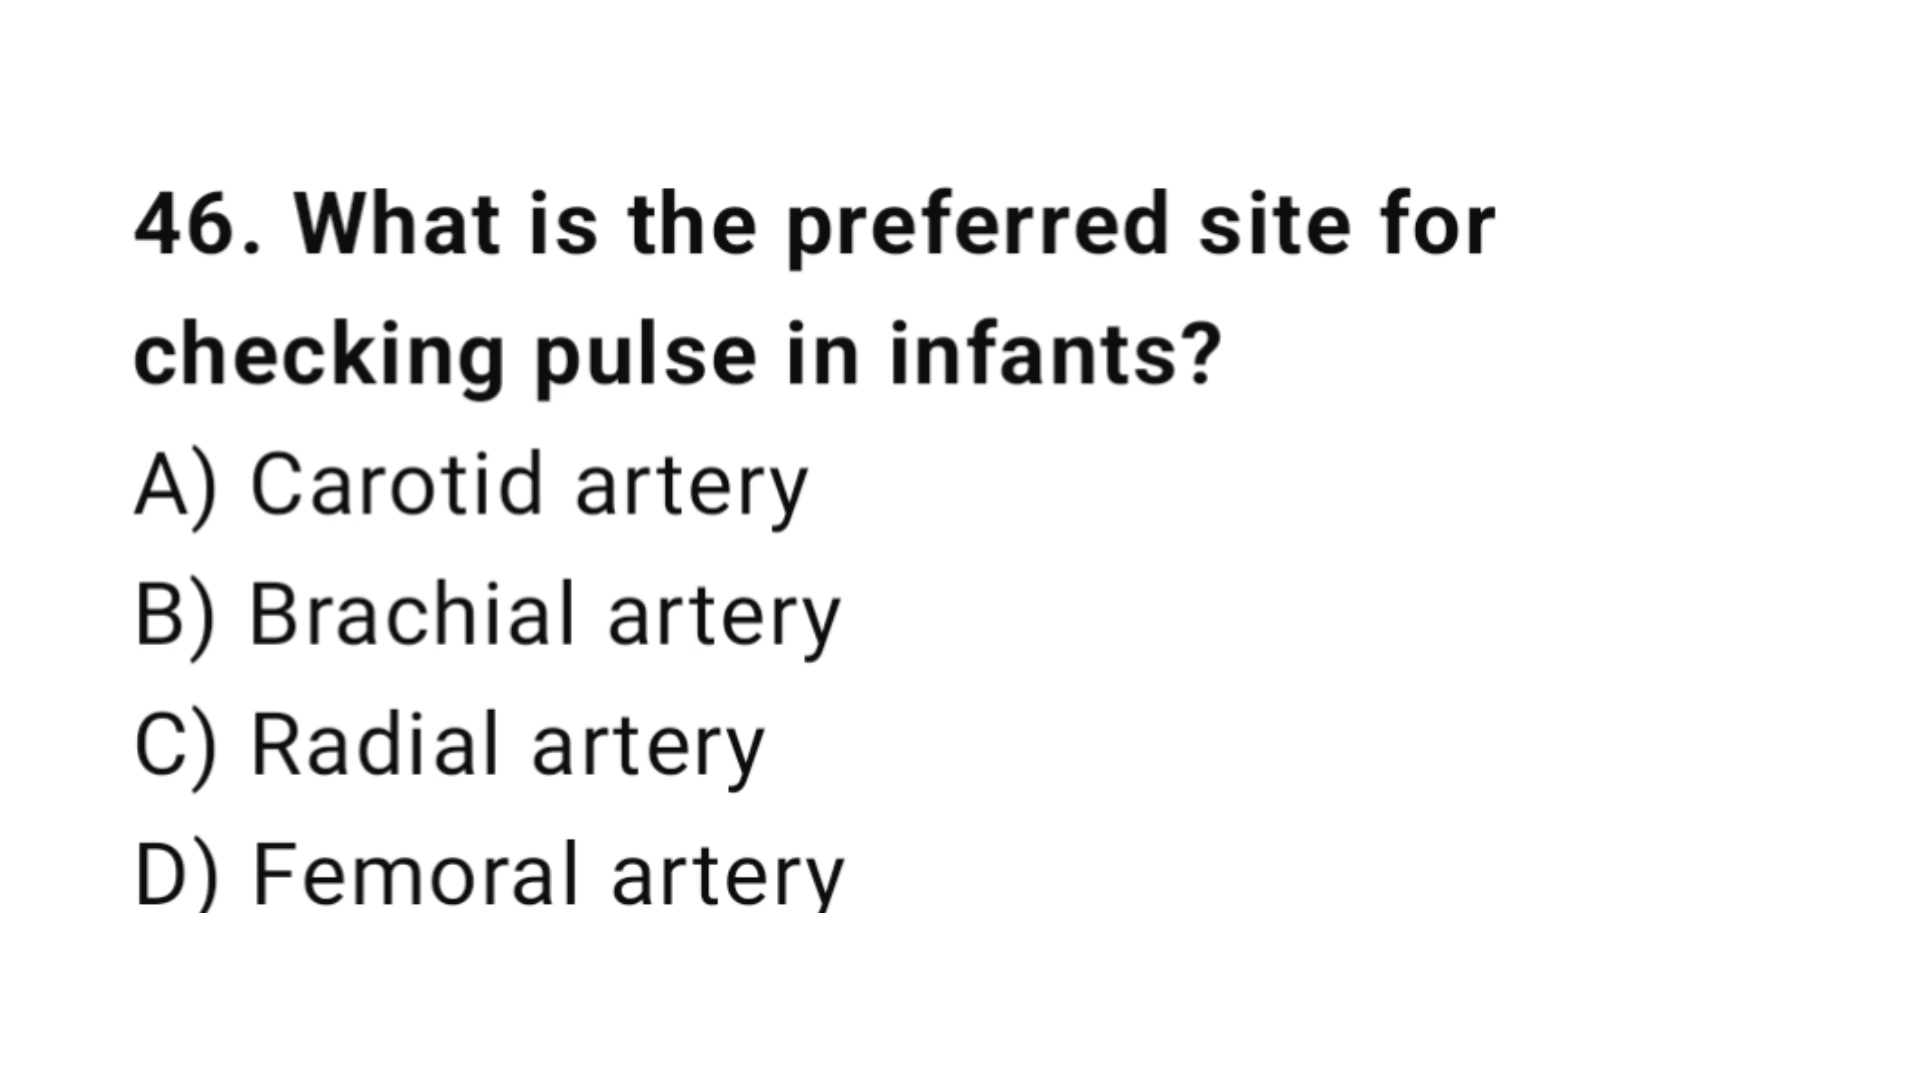 46. What is the preferred site for
checking pulse in infants?
A) Carotid artery
B) Brachial artery
C) Radial artery
D) Femoral artery